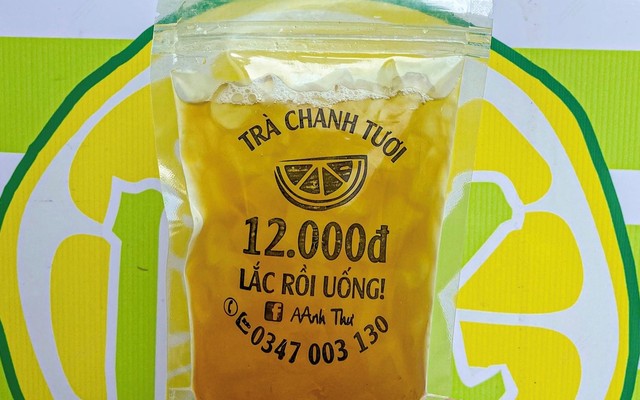 TRÀ CHANH TƯƠI
12.000đ
LẮC RỒI UỐNG!
AAnh Thư
0347 003 130